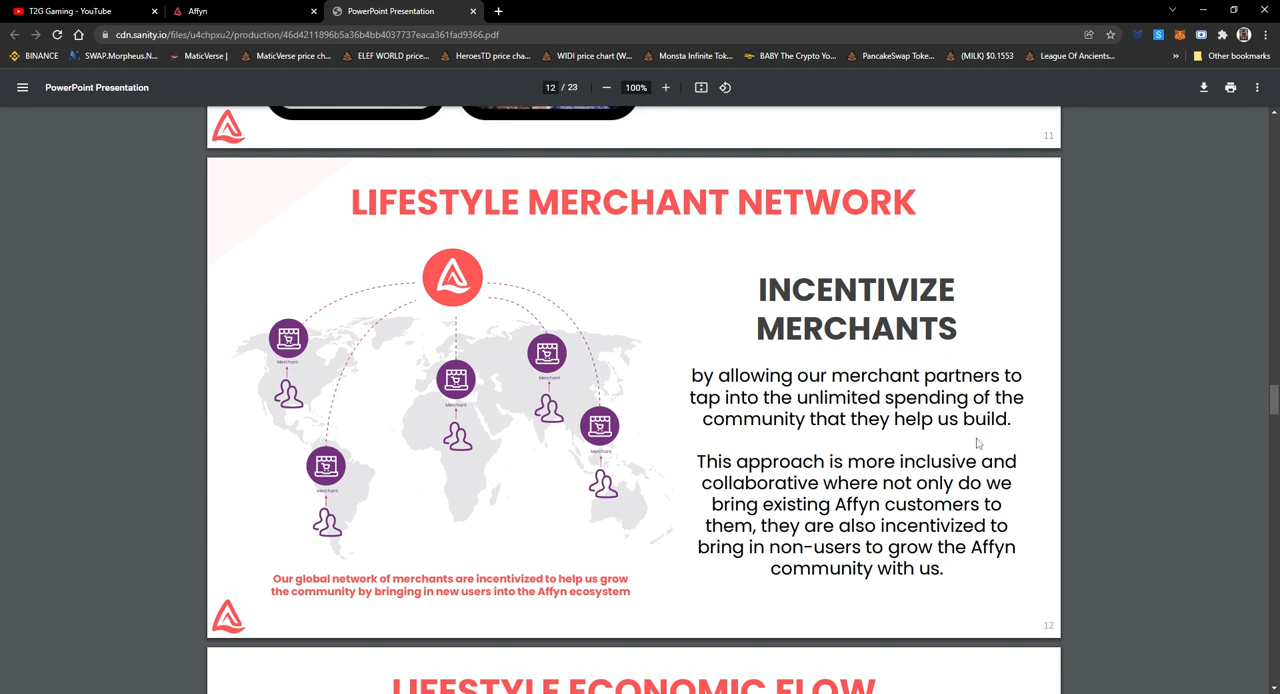 T2G Gaming - YouTube
Affyn
PowerPoint Presentation
cdn.sanity.io/files/u4chpxu2/production/46d4211896b5a36b4bb4037737eaca361fad9366.pdf
BINANCE
SWAP.Morpheus.N...
MaticVerse |
MaticVerse price ch...
ELEF WORLD price...
HeroesTD price cha...
WIDI price chart (W...
Monsta Infinite Tok...
BABY The Crypto Yo...
PancakeSwap Toke...
(MILK) $0.1553
League Of Ancients...
»
Other bookmarks
PowerPoint Presentation
12 / 23
100%
11
LIFESTYLE MERCHANT NETWORK
INCENTIVIZE
MERCHANTS
by allowing our merchant partners to
tap into the unlimited spending of the
community that they help us build.
This approach is more inclusive and
collaborative where not only do we
bring existing Affyn customers to
them, they are also incentivized to
bring in non-users to grow the Affyn
community with us.
Merchant
Merchant
Merchant
Merchant
Merchant
Our global network of merchants are incentivized to help us grow
the community by bringing in new users into the Affyn ecosystem
12
LIFESTYLE ECONOMIC FLOW